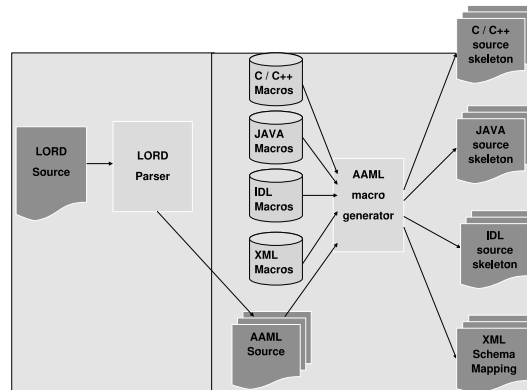 LORD
Source
LORD
Parser
C / C++
Macros
JAVA
Macros
IDL
Macros
XML
Macros
AAML
Source
AAML
macro
generator
C / C++
source
skeleton
JAVA
source
skeleton
IDL
source
skeleton
XML
Schema
Mapping